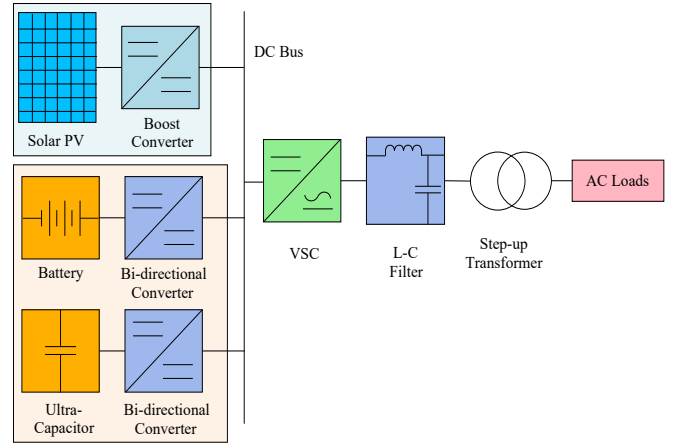 DC Bus
Solar PV
Boost
Converter
Battery
Bi-directional
Converter
Ultra-
Capacitor
Bi-directional
Converter
VSC
L-C
Filter
Step-up
Transformer
AC Loads